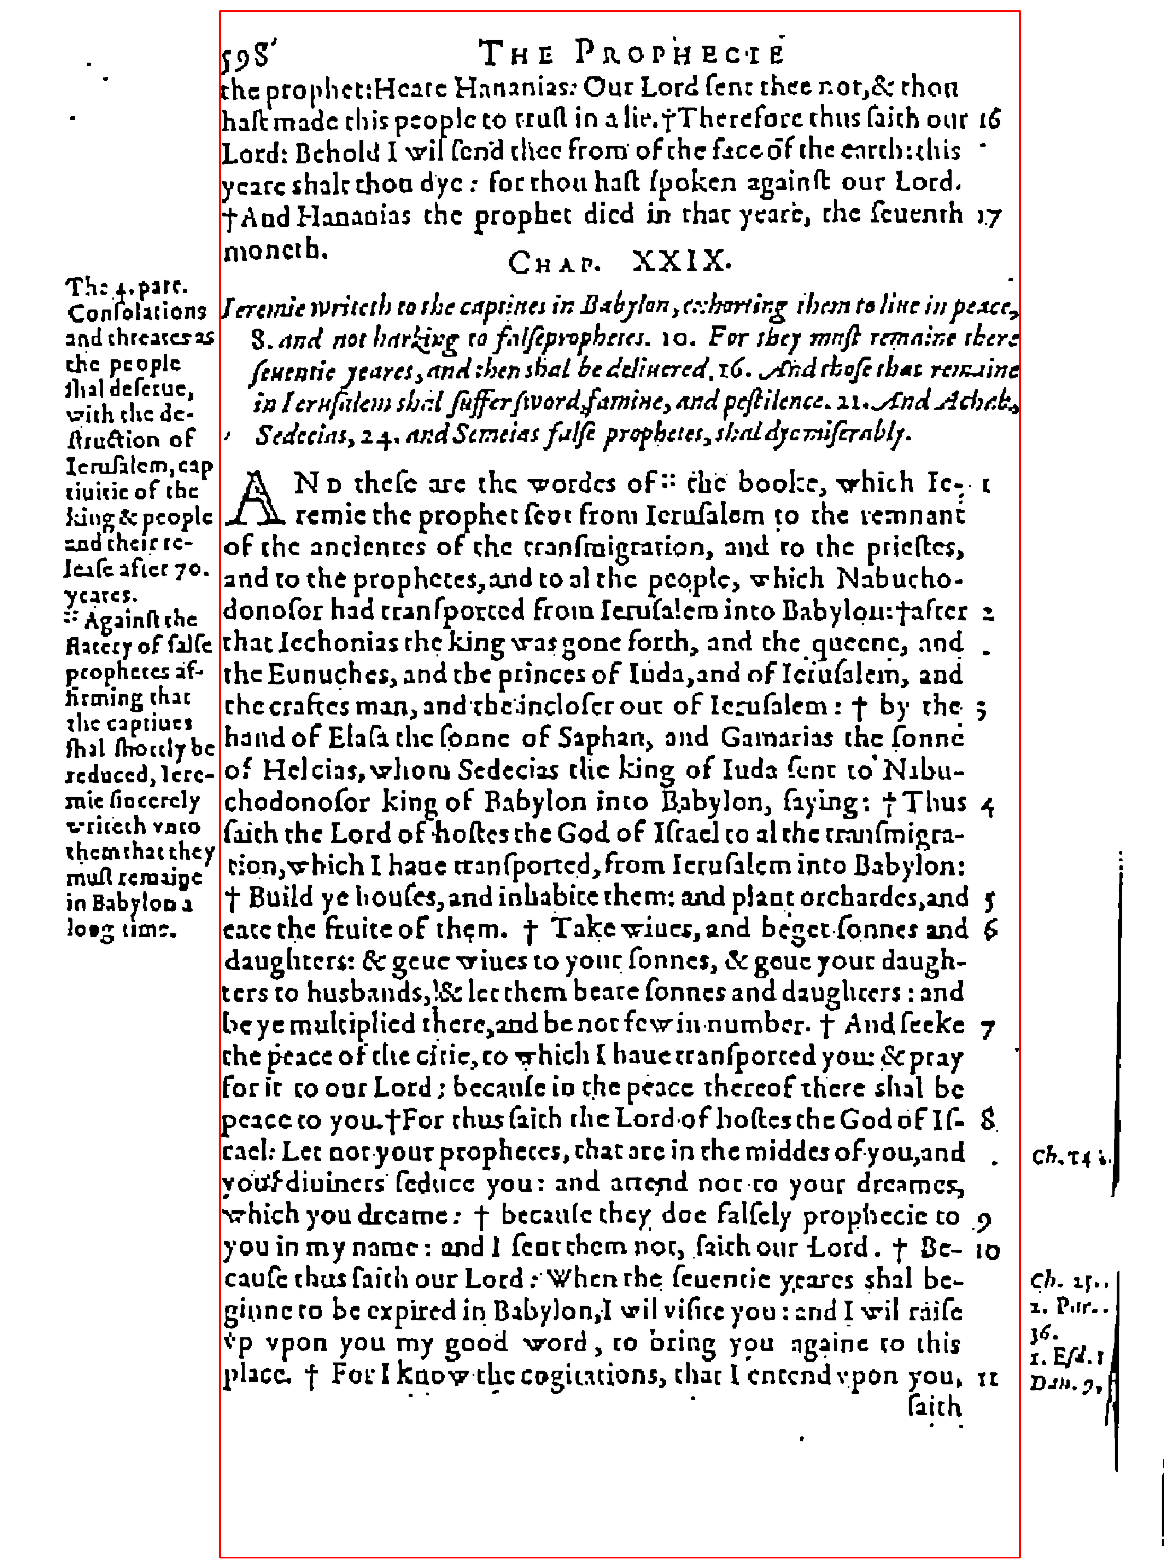 598 THE PROPHECIE
the prophet: Heare Hananias: Our Lord ſent thee not, & thou
haſt made this people to truſt in a lie. † Therefore thus ſaith our 16
Lord: Behold I wil ſend thee from of the face of the earth: this
yeare shalt thou dye: for thou haſt ſpoken againſt our Lord.
† And Hananias the prophet died in that yeare, the ſeuenth 17
moneth.
CHAP. XXIX.
Ieremie writeth to the captiues in Babylon, exhorting them to liue in peace,
8. and not harking to falſe prophetes. 10. For they muſt remaine there
ſeuentie yeares, and then shal be deliuered. 16. And thoſe that remaine
in Ieruſalem shal ſuffer ſword, famine, and peſtilence. 21. And Achab,
Sedecias, 24. and Semeias falſe prophetes, shal dye miſerably.
AND theſe are the wordes of :: the booke, which Ie- 1
remie the prophet ſent from Ieruſalem to the remnant
of the ancientes of the tranſmigration, and to the prieſtes,
and to the prophetes, and to al the people, which Nabucho-
donoſor had tranſported from Ieruſalem into Babylon: † after 2
that Iechonias the king was gone forth, and the queene, and
the Eunuches, and the princes of Iuda, and of Ieruſalem, and
the craftes man, and the incloſer out of Ieruſalem: † by the 3
hand of Elaſa the ſonne of Saphan, and Gamarias the ſonne
of Helcias, whom Sedecias the king of Iuda ſent to Nabu-
chodonoſor king of Babylon into Babylon, ſaying: † Thus 4
ſaith the Lord of hoſtes the God of Iſrael to al the tranſmigra-
tion, which I haue tranſported, from Ieruſalem into Babylon:
† Build ye houſes, and inhabite them: and plant orchardes, and 5
eate the fruite of them. † Take wiues, and beget ſonnes and 6
daughters: & geue wiues to your ſonnes, & geue your daugh-
ters to husbands, & let them beare ſonnes and daughters: and
be ye multiplied there, and be not few in number. † And ſeeke 7
the peace of the citie, to which I haue tranſported you: & pray
for it to our Lord; becauſe in the peace thereof there shal be
peace to you. † For thus ſaith the Lord of hoſtes the God of Iſ- 8
rael: Let not your prophetes, that are in the middes of you, and
your diuiners ſeduce you: and attend not to your dreames,
which you dreame: † becauſe they doe falſely prophecie to 9
you in my name: and I ſent them not, ſaith our Lord. † Be- 10
cauſe thus ſaith our Lord: When the ſeuentie yeares shal be-
ginne to be expired in Babylon, I wil viſite you: and I wil raiſe
vp vpon you my good word, to bring you againe to this
place. † For I know the cogitations, that I entend vpon you, 11
ſaith
The 4. part.
Conſolations
and threates as
the people
ſhal deſerue,
with the de-
ſtruction of
Ieruſalem, cap
tiuitie of the
king & people
and their re-
leaſe after 70.
yeares.
:: Againſt the
flatery of falſe
prophetes af-
firming that
the captiues
ſhal ſhortly be
reduced, Iere-
mie ſincerely
writeth vnto
them that they
muſt remaine
in Babylon a
long time.
Ch. 14
Ch. 25.
2. Par.
36.
1. Eſd. 1
Dan. 9.